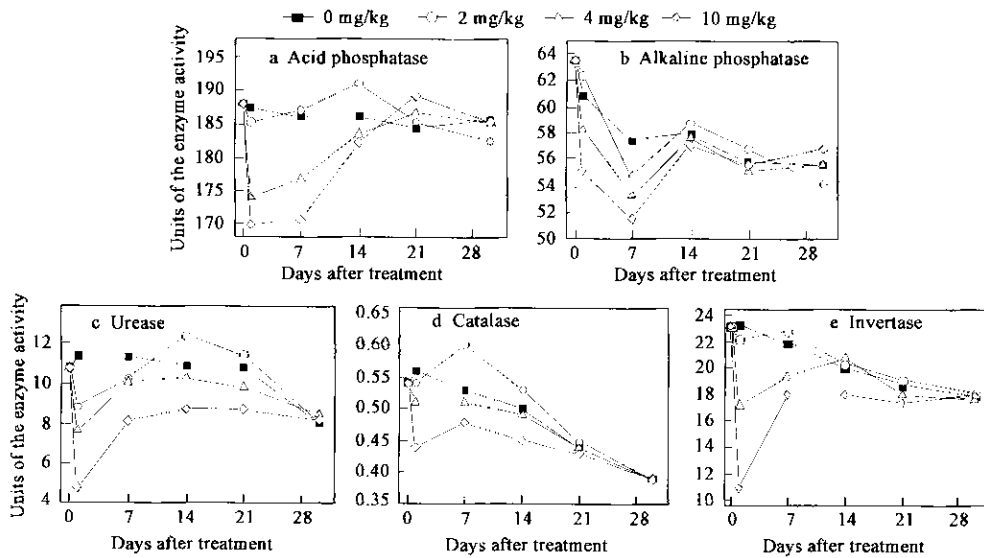 0 mg/kg 2 mg/kg 4 mg/kg 10 mg/kg
Units of the enzyme activity
a Acid phosphatase
195
190
185
180
175
170
0 7 14 21 28
Days after treatment
b Alkaline phosphatase
64
62
60
58
56
54
52
50
0 7 14 21 28
Days after treatment
Units of the enzyme activity
c Urease
12
10
8
6
4
0 7 14 21 28
Days after treatment
d Catalase
0.65
0.60
0.55
0.50
0.45
0.40
0.35
0 7 14 21 28
Days after treatment
e Invertase
24
22
20
18
16
14
12
10
0 7 14 21 28
Days after treatment